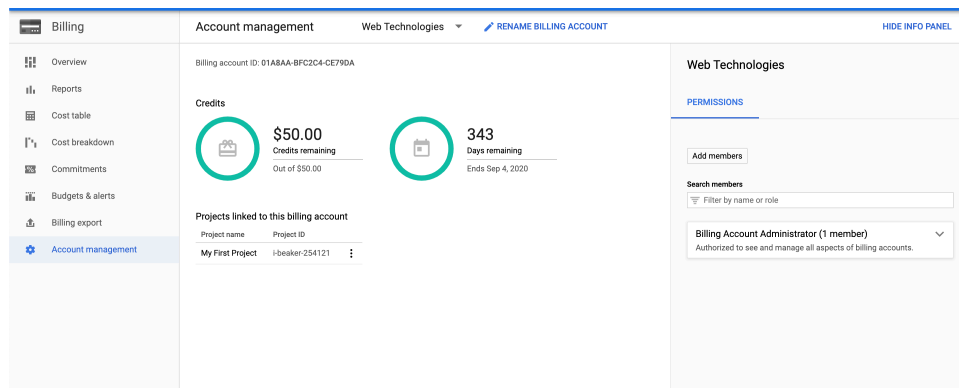 Billing
Account management
Web Technologies
RENAME BILLING ACCOUNT
HIDE INFO PANEL
Overview
Reports
Cost table
Cost breakdown
Commitments
Budgets & alerts
Billing export
Account management
Billing account ID: 01A8AA-BFC2C4-CE79DA
Credits
$50.00
Credits remaining
Out of $50.00
343
Days remaining
Ends Sep 4, 2020
Projects linked to this billing account
Project name Project ID
My First Project l-beaker-254121
Web Technologies
PERMISSIONS
Add members
Search members
Filter by name or role
Billing Account Administrator (1 member)
Authorized to see and manage all aspects of billing accounts.